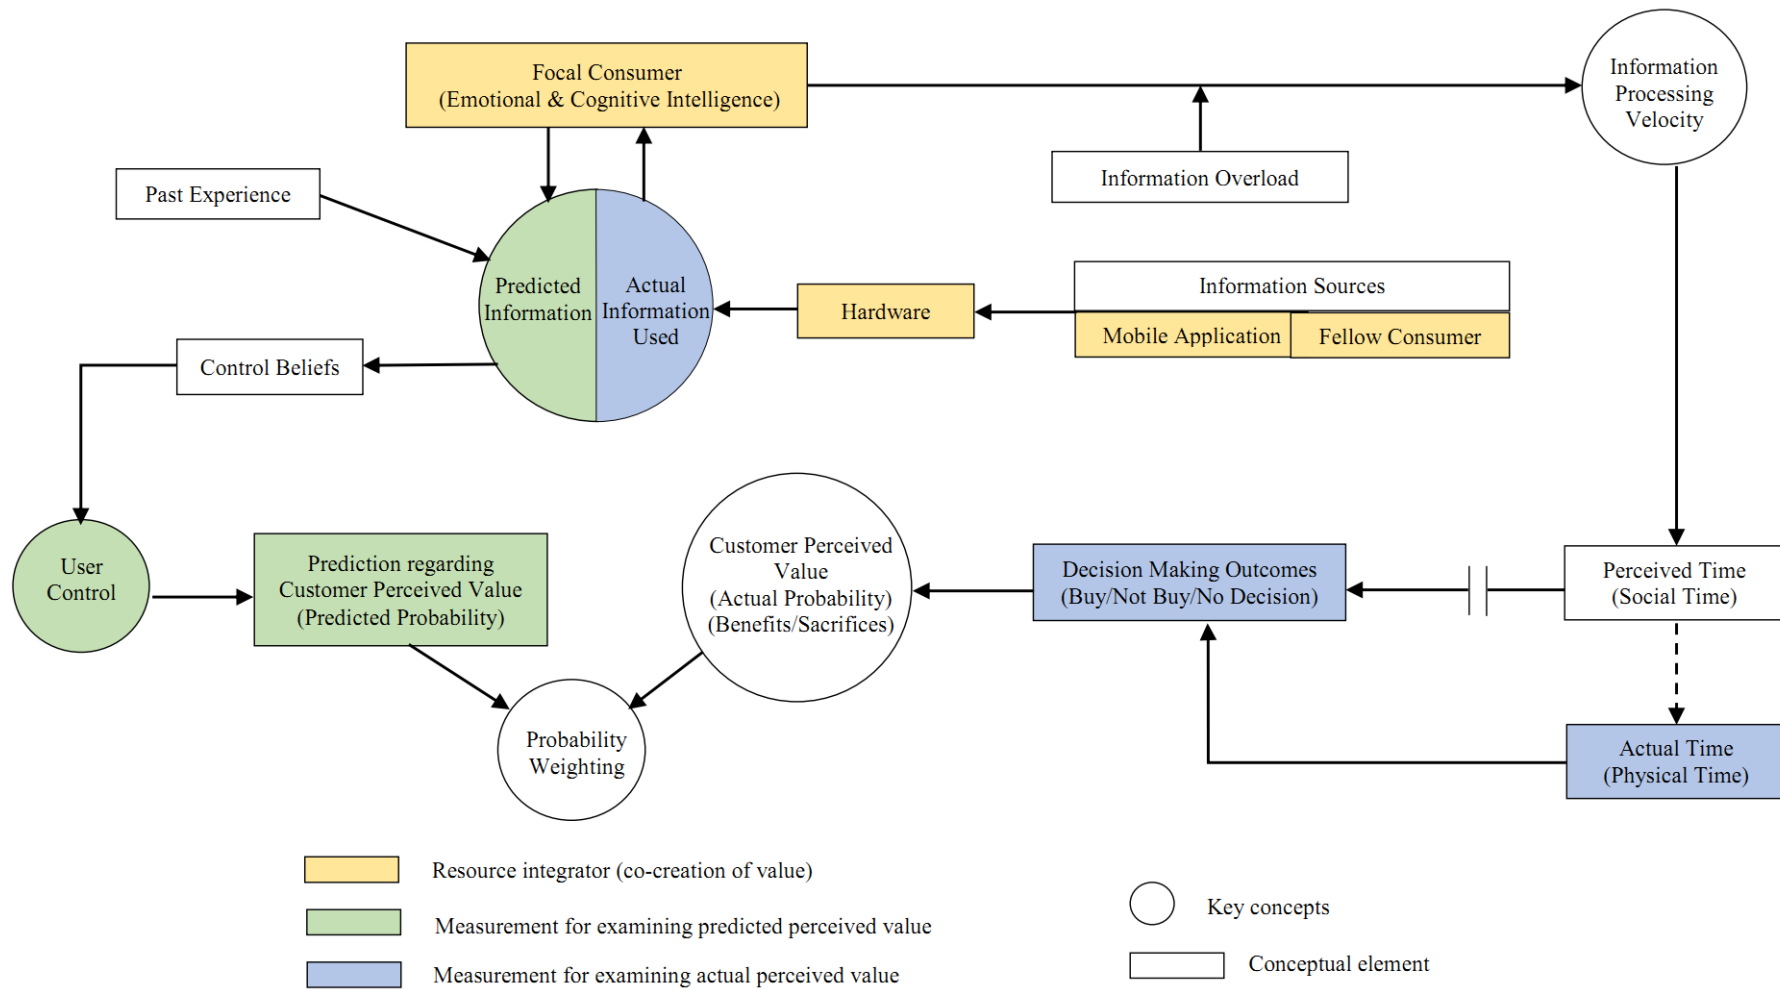 Focal Consumer
(Emotional & Cognitive Intelligence)
Information
Processing
Velocity
Past Experience
Information Overload
Predicted
Information
Actual
Information
Used
Hardware
Information Sources
Mobile Application
Fellow Consumer
Control Beliefs
User
Control
Prediction regarding
Customer Perceived Value
(Predicted Probability)
Customer Perceived
Value
(Actual Probability)
(Benefits/Sacrifices)
Decision Making Outcomes
(Buy/Not Buy/No Decision)
Perceived Time
(Social Time)
Probability
Weighting
Actual Time
(Physical Time)
Resource integrator (co-creation of value)
Measurement for examining predicted perceived value
Measurement for examining actual perceived value
Key concepts
Conceptual element